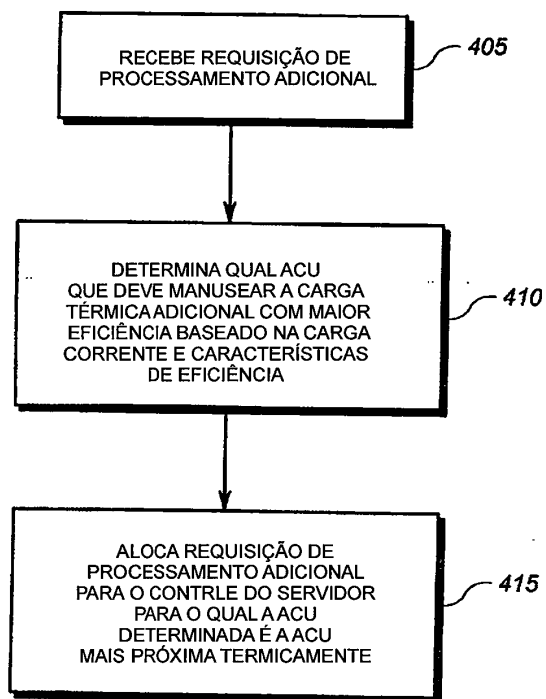 RECEBE REQUISIÇÃO DE
PROCESSAMENTO ADICIONAL
405
DETERMINA QUAL ACU
QUE DEVE MANUSEAR A CARGA
TÉRMICA ADICIONAL COM MAIOR
EFICIÊNCIA BASEADO NA CARGA
CORRENTE E CARACTERÍSTICAS
DE EFICIÊNCIA
410
ALOCA REQUISIÇÃO DE
PROCESSAMENTO ADICIONAL
PARA O CONTRLE DO SERVIDOR
PARA O QUAL A ACU
DETERMINADA É A ACU
MAIS PRÓXIMA TERMICAMENTE
415